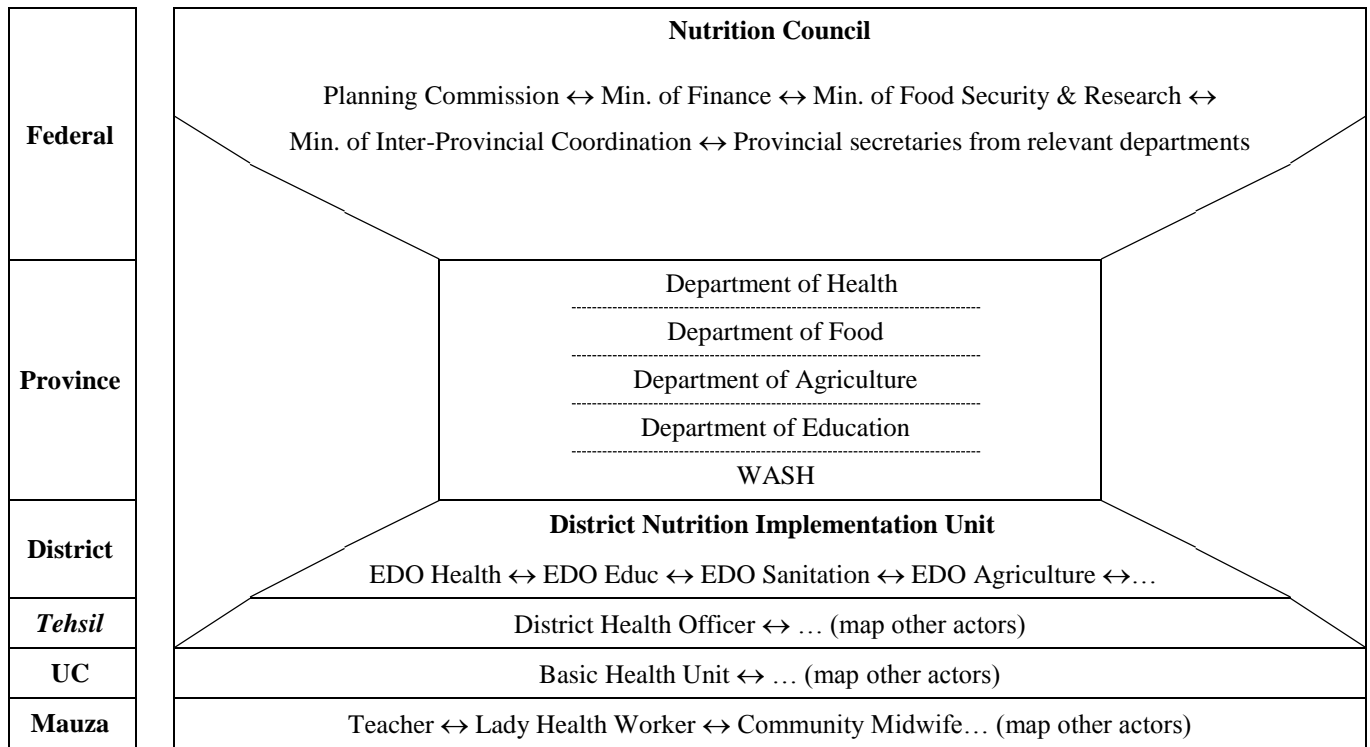 Federal
Nutrition Council
Planning Commission ↔ Min. of Finance ↔ Min. of Food Security & Research ↔
Min. of Inter-Provincial Coordination ↔ Provincial secretaries from relevant departments
Province
Department of Health
Department of Food
Department of Agriculture
Department of Education
WASH
District
District Nutrition Implementation Unit
EDO Health ↔ EDO Educ ↔ EDO Sanitation ↔ EDO Agriculture ↔…
Tehsil
District Health Officer ↔ … (map other actors)
UC
Basic Health Unit ↔ … (map other actors)
Mauza
Teacher ↔ Lady Health Worker ↔ Community Midwife… (map other actors)